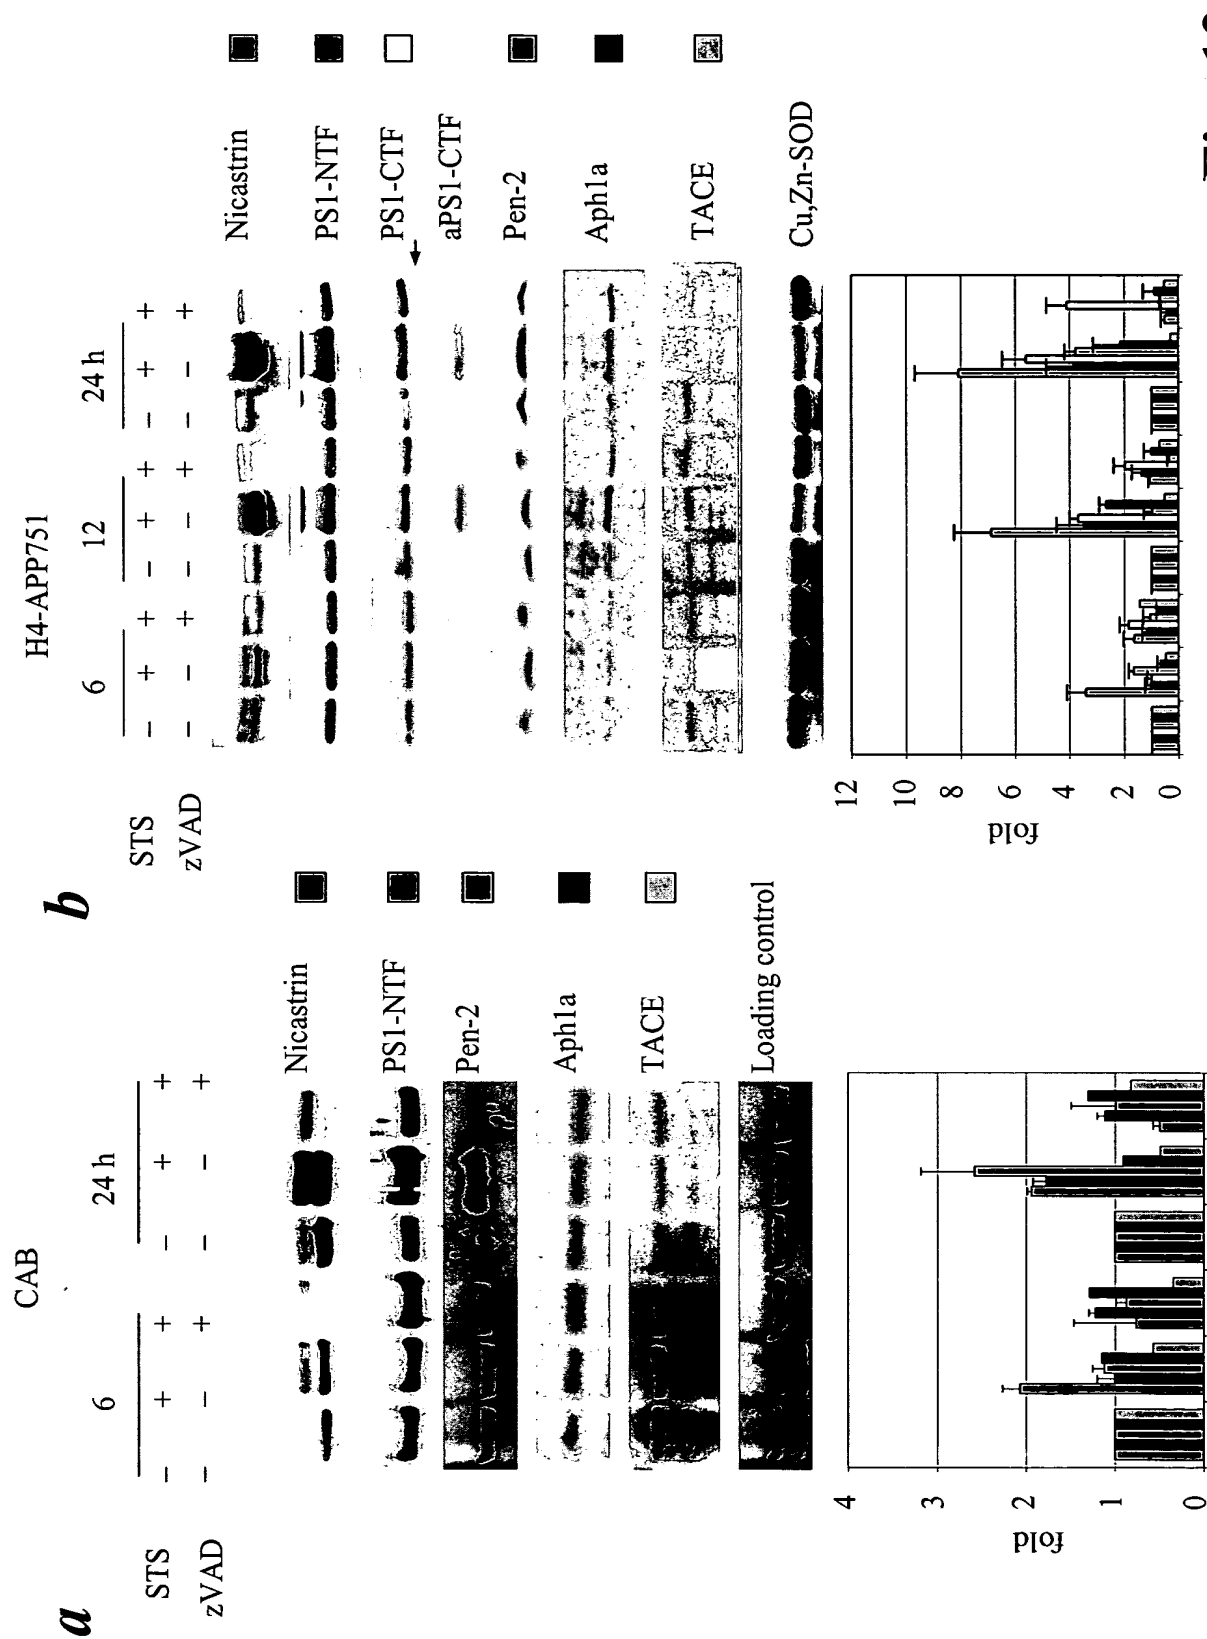 a
CAB
6
24 h
STS
−
+
+
−
+
+
zVAD
−
−
+
−
−
+
Nicastrin
PS1-NTF
Pen-2
Aph1a
TACE
Loading control
fold
4
3
2
1
0
b
H4-APP751
6
12
24 h
STS
−
+
+
−
+
+
−
+
+
zVAD
−
−
+
−
−
+
−
−
+
Nicastrin
PS1-NTF
PS1-CTF
aPS1-CTF
Pen-2
Aph1a
TACE
Cu,Zn-SOD
fold
12
10
8
6
4
2
0